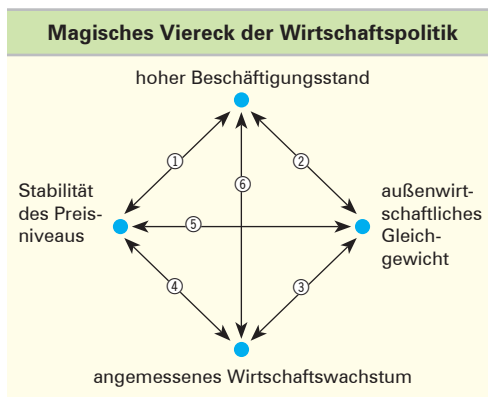 Magisches Viereck der Wirtschaftspolitik
hoher Beschäftigungsstand
①
②
⑥
Stabilität
des Preis-
niveaus
⑤
außenwirt-
schaftliches
Gleich-
gewicht
④
③
angemessenes Wirtschaftswachstum